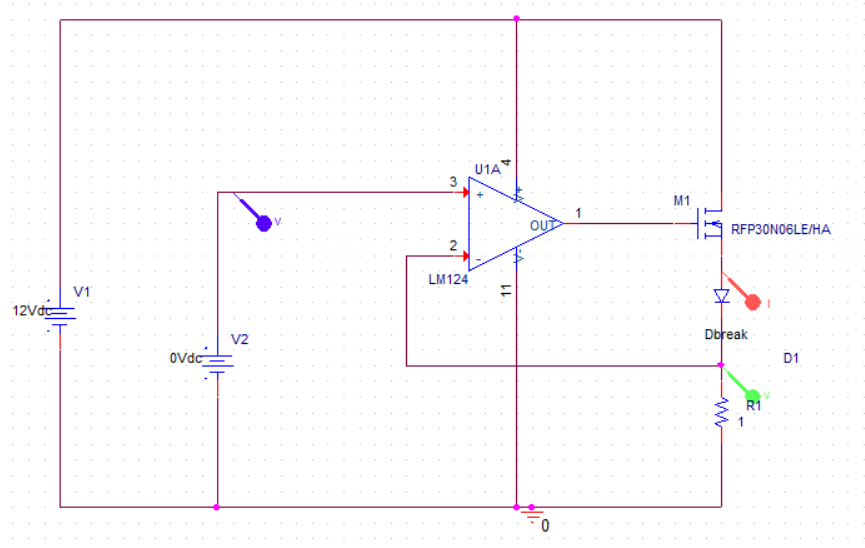 U1A
4
3
+
V+
M1
1
OUT
RFP30N06LE/HA
V
2
-
V-
LM124
11
V1
12Vdc
I
V2
Dbreak
0Vdc
D1
V
R1
1
0